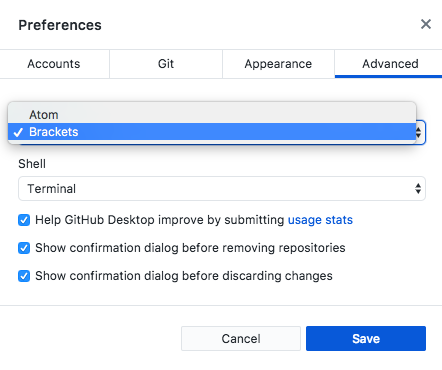 Preferences
Accounts
Git
Appearance
Advanced
Atom
Brackets
Shell
Terminal
Help GitHub Desktop improve by submitting usage stats
Show confirmation dialog before removing repositories
Show confirmation dialog before discarding changes
Cancel
Save